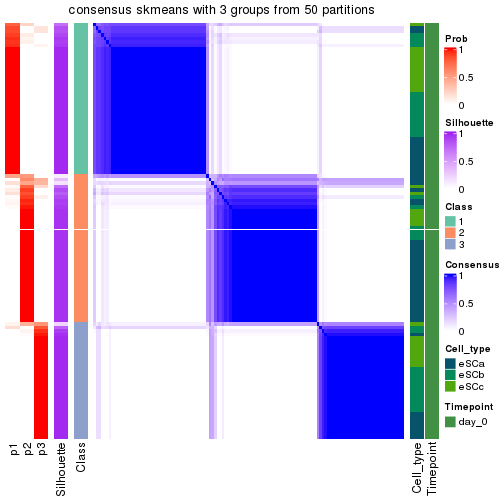 consensus skmeans with 3 groups from 50 partitions
p1
p2
p3
Silhouette
Class
Cell_type
Timepoint
Prob
1
0.5
0
Silhouette
1
0.5
0
Class
1
2
3
Consensus
1
0.5
0
Cell_type
eSCa
eSCb
eSCc
Timepoint
day_0